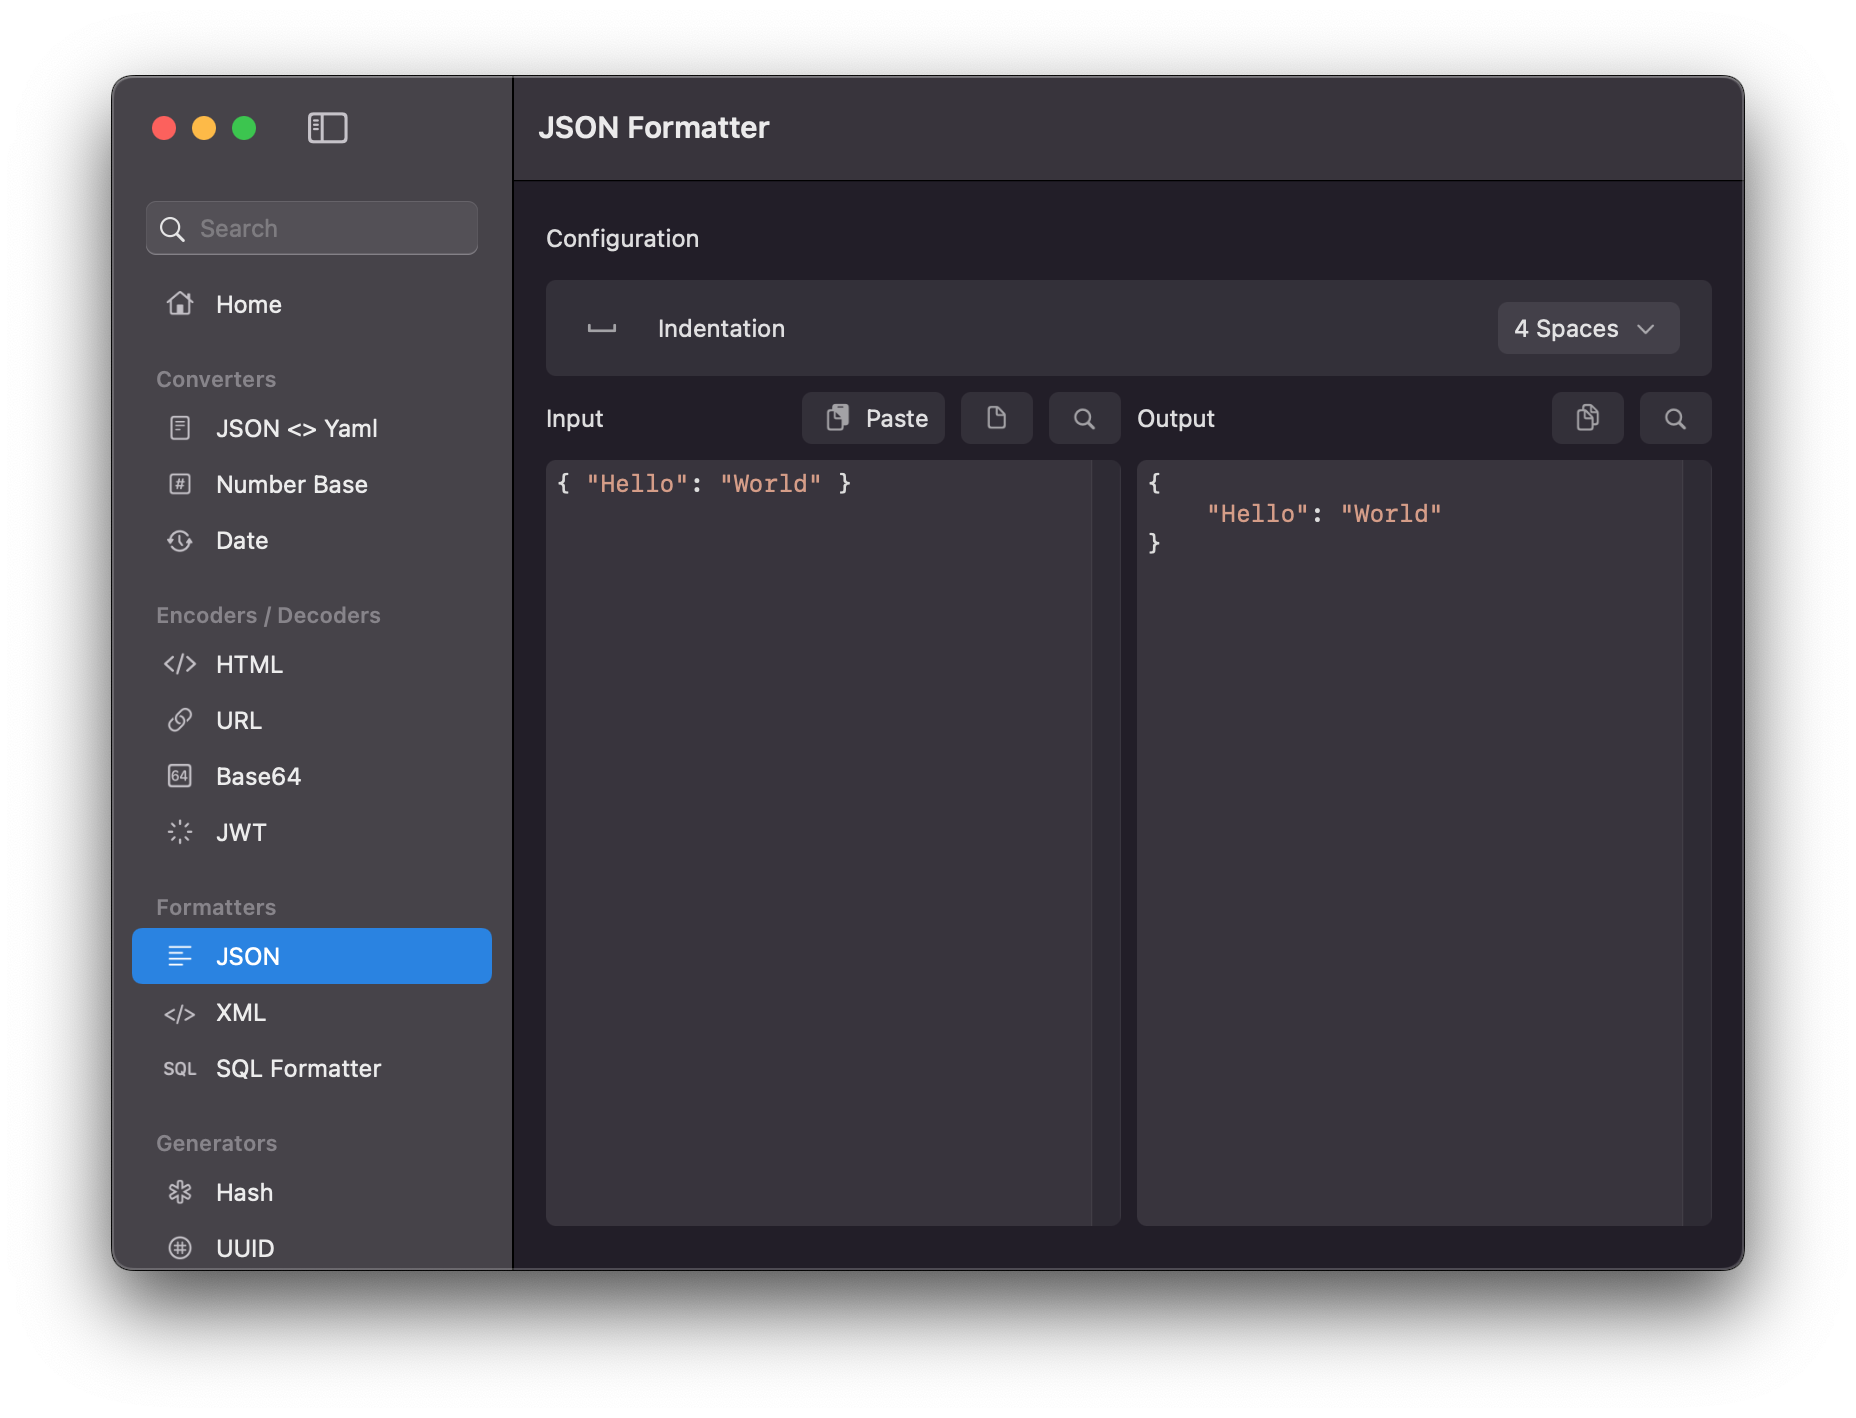 JSON Formatter
Search
Home
Converters
JSON <> Yaml
# Number Base
Date
Encoders / Decoders
</> HTML
URL
64 Base64
JWT
Formatters
JSON
</> XML
SQL SQL Formatter
Generators
Hash
# UUID
Configuration
Indentation
4 Spaces
Input
Paste
{ "Hello": "World" }
Output
{
    "Hello": "World"
}